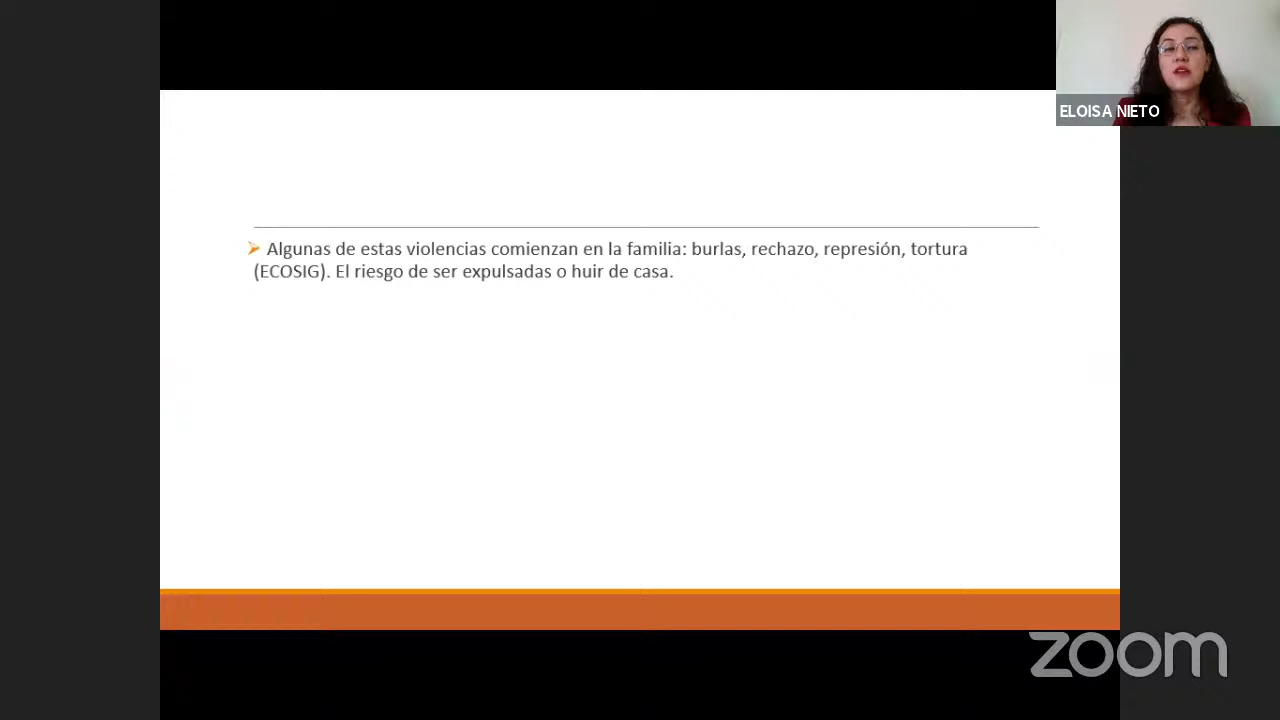 ELOISA NIETO
➢ Algunas de estas violencias comienzan en la familia: burlas, rechazo, represión, tortura
(ECOSIG). El riesgo de ser expulsadas o huir de casa.
zoom